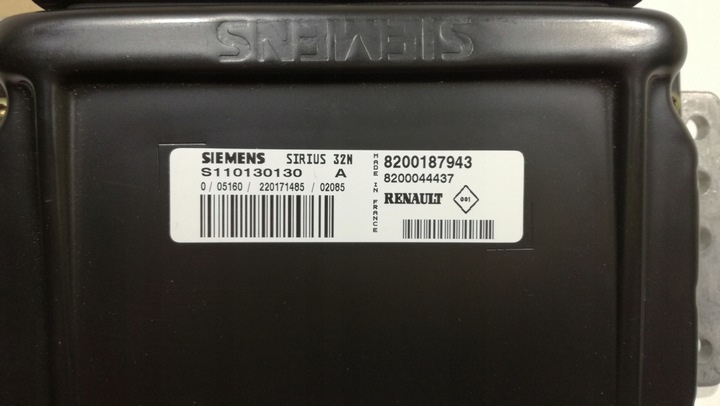 SIEMENS
SIEMENS SIRIUS 32N
S110130130 A
0 / 05160 / 220171485 / 02085
MADE IN FRANCE
8200187943
8200044437
RENAULT 001